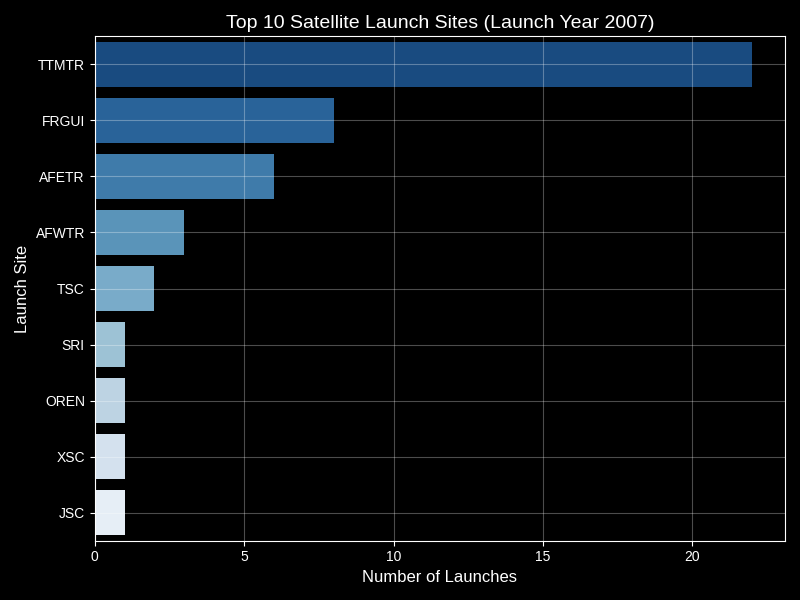 Top 10 Satellite Launch Sites (Launch Year 2007)
TTMTR
FRGUI
AFETR
AFWTR
TSC
SRI
OREN
XSC
JSC
Launch Site
0 5 10 15 20
Number of Launches